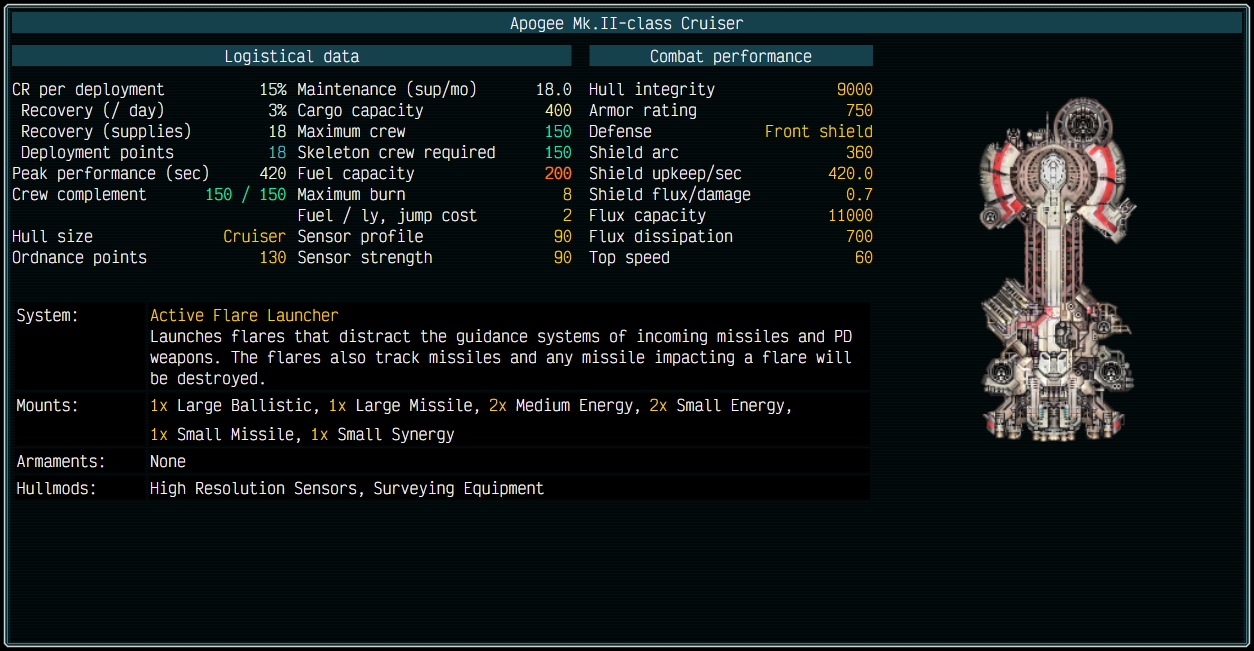 Apogee Mk.II-class Cruiser
Logistical data
CR per deployment 15% Maintenance (sup/mo) 18.0
Recovery (/ day) 3% Cargo capacity 400
Recovery (supplies) 18 Maximum crew 150
Deployment points 18 Skeleton crew required 150
Peak performance (sec) 420 Fuel capacity 200
Crew complement 150 / 150 Maximum burn 8
Fuel / ly, jump cost 2
Hull size Cruiser Sensor profile 90
Ordnance points 130 Sensor strength 90
Combat performance
Hull integrity 9000
Armor rating 750
Defense Front shield
Shield arc 360
Shield upkeep/sec 420.0
Shield flux/damage 0.7
Flux capacity 11000
Flux dissipation 700
Top speed 60
System: Active Flare Launcher
Launches flares that distract the guidance systems of incoming missiles and PD
weapons. The flares also track missiles and any missile impacting a flare will
be destroyed.
Mounts: 1x Large Ballistic, 1x Large Missile, 2x Medium Energy, 2x Small Energy,
1x Small Missile, 1x Small Synergy
Armaments: None
Hullmods: High Resolution Sensors, Surveying Equipment